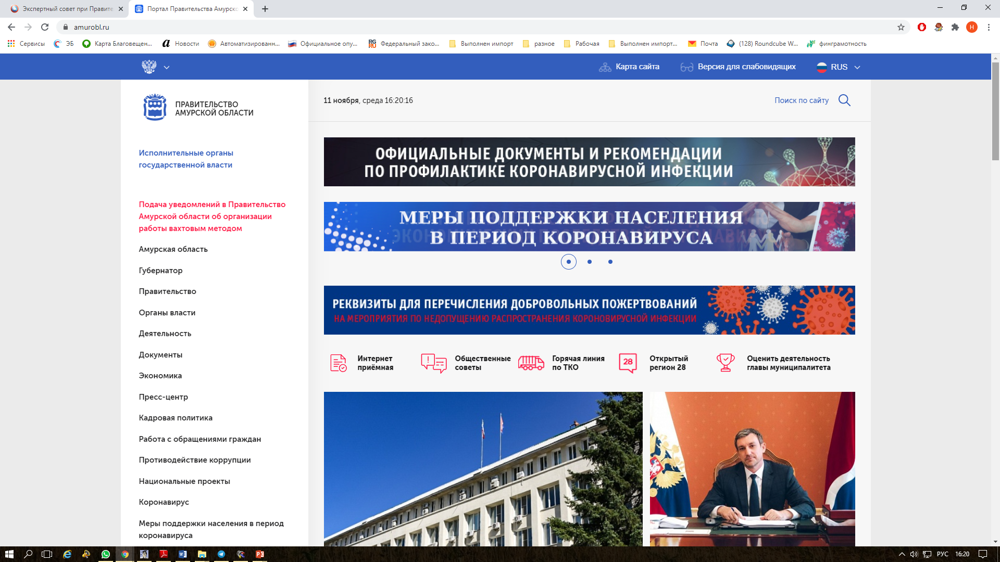 Экспертный совет при Правите
Портал Правительства Амурско
amurobl.ru
Н
Сервисы
ЭБ
Карта Благовещен...
Новости
Автоматизированн...
Официальное опу...
Федеральный зако...
Выполнен импорт
разное
Рабочая
Выполнен импорт...
Почта
(128) Roundcube W...
финграмотность
Карта сайта
Версия для слабовидящих
RUS
ПРАВИТЕЛЬСТВО
АМУРСКОЙ ОБЛАСТИ
11 ноября, среда 16:20:16
Поиск по сайту
Исполнительные органы
государственной власти
Подача уведомлений в Правительство
Амурской области об организации
работы вахтовым методом
Амурская область
Губернатор
Правительство
Органы власти
Деятельность
Документы
Экономика
Пресс-центр
Кадровая политика
Работа с обращениями граждан
Противодействие коррупции
Национальные проекты
Коронавирус
Меры поддержки населения в период
коронавируса
ОФИЦИАЛЬНЫЕ ДОКУМЕНТЫ И РЕКОМЕНДАЦИИ
ПО ПРОФИЛАКТИКЕ КОРОНАВИРУСНОЙ ИНФЕКЦИИ
МЕРЫ ПОДДЕРЖКИ НАСЕЛЕНИЯ
В ПЕРИОД КОРОНАВИРУСА
РЕКВИЗИТЫ ДЛЯ ПЕРЕЧИСЛЕНИЯ ДОБРОВОЛЬНЫХ ПОЖЕРТВОВАНИЙ
НА МЕРОПРИЯТИЯ ПО НЕДОПУЩЕНИЮ РАСПРОСТРАНЕНИЯ КОРОНОВИРУСНОЙ ИНФЕКЦИИ
Интернет
приёмная
Общественные
советы
Горячая линия
по ТКО
28
Открытый
регион 28
Оценить деятельность
главы муниципалитета
РУС
16:20